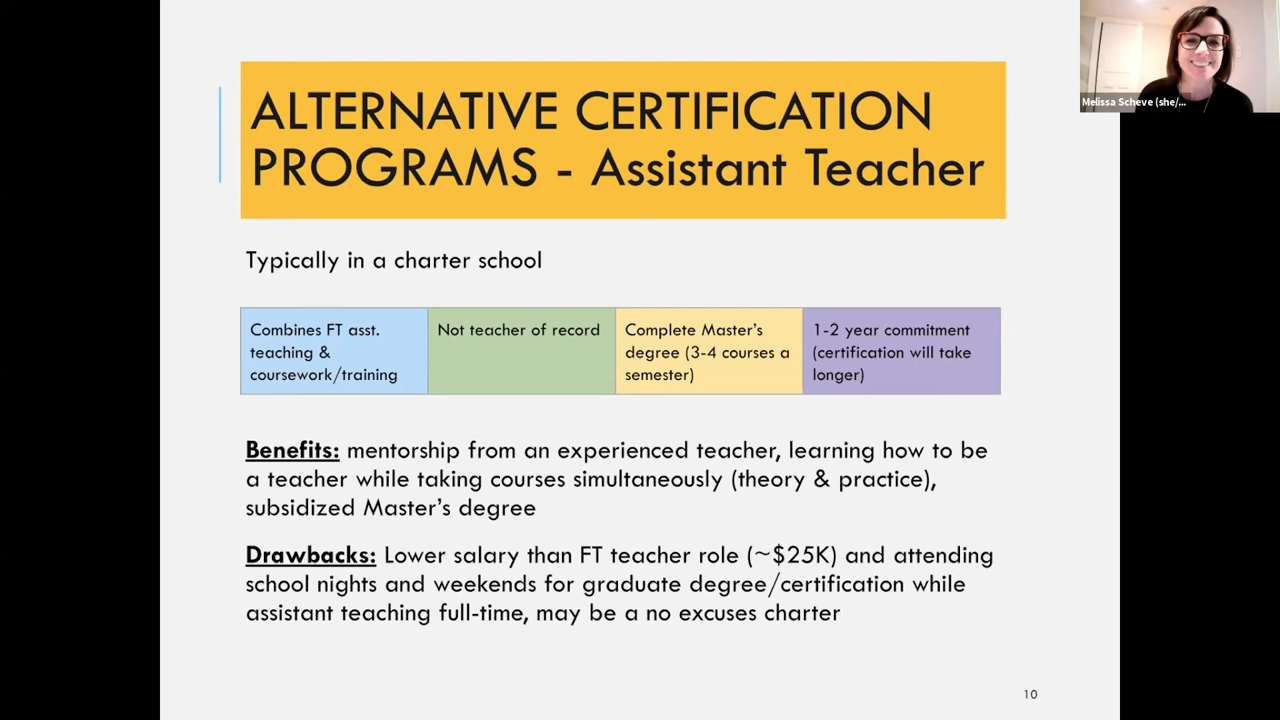 Melissa Scheve (she/...
ALTERNATIVE CERTIFICATION
PROGRAMS - Assistant Teacher
Typically in a charter school
Combines FT asst.
teaching &
coursework/training
Not teacher of record
Complete Master's
degree (3-4 courses a
semester)
1-2 year commitment
(certification will take
longer)
Benefits: mentorship from an experienced teacher, learning how to be
a teacher while taking courses simultaneously (theory & practice),
subsidized Master's degree
Drawbacks: Lower salary than FT teacher role (~$25K) and attending
school nights and weekends for graduate degree/certification while
assistant teaching full-time, may be a no excuses charter
10